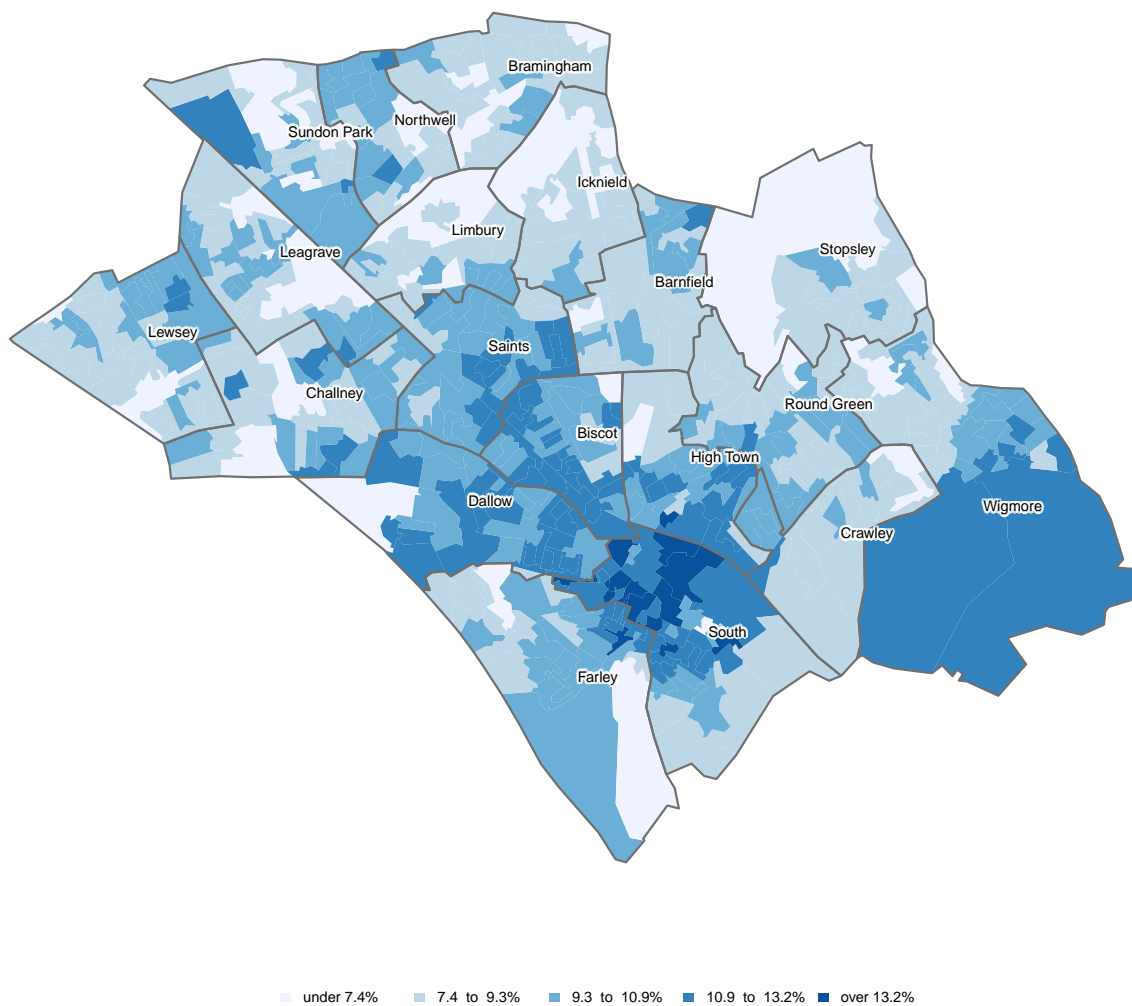 Bramingham
Northwell
Sundon Park
Icknield
Limbury
Stopsley
Leagrave
Barnfield
Lewsey
Saints
Challney
Round Green
Biscot
High Town
Dallow
Wigmore
Crawley
South
Farley
under 7.4% 7.4 to 9.3% 9.3 to 10.9% 10.9 to 13.2% over 13.2%